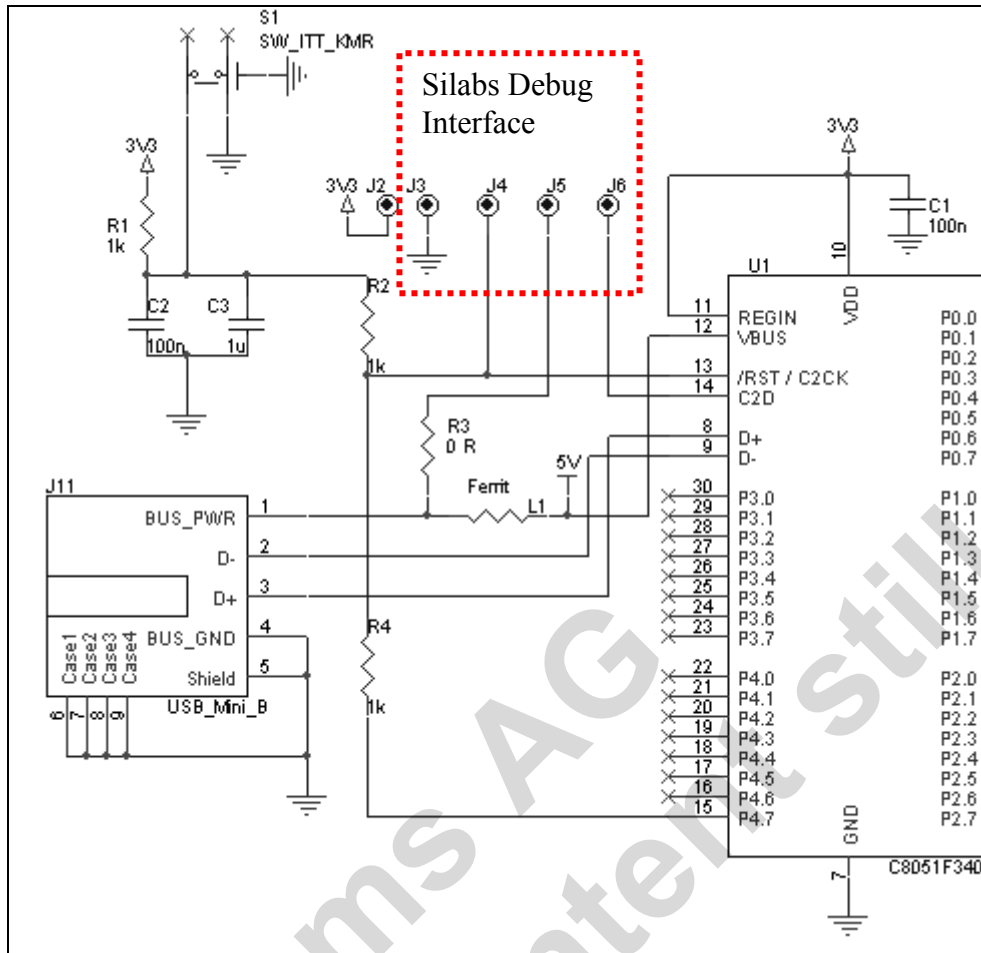 S1
SW_ITT_KMR
Silabs Debug
Interface
3V3
R1
1k
3V3
J2
J3
J4
J5
J6
3V3
C1
100n
C2
100n
C3
1u
R2
1k
R3
0 R
5V
Ferrit
L1
R4
1k
J11
BUS_PWR
1
D-
2
D+
3
BUS_GND
4
Shield
5
Case1
Case2
Case3
Case4
6
7
8
9
USB_Mini_B
U1
10
VDD
11 REGIN
12 VBUS
13 /RST / C2CK
14 C2D
8 D+
9 D-
30 P3.0
29 P3.1
28 P3.2
27 P3.3
26 P3.4
25 P3.5
24 P3.6
23 P3.7
22 P4.0
21 P4.1
20 P4.2
19 P4.3
18 P4.4
17 P4.5
16 P4.6
15 P4.7
P0.0
P0.1
P0.2
P0.3
P0.4
P0.5
P0.6
P0.7
P1.0
P1.1
P1.2
P1.3
P1.4
P1.5
P1.6
P1.7
P2.0
P2.1
P2.2
P2.3
P2.4
P2.5
P2.6
P2.7
GND
7
C8051F340
ms AG
tent still